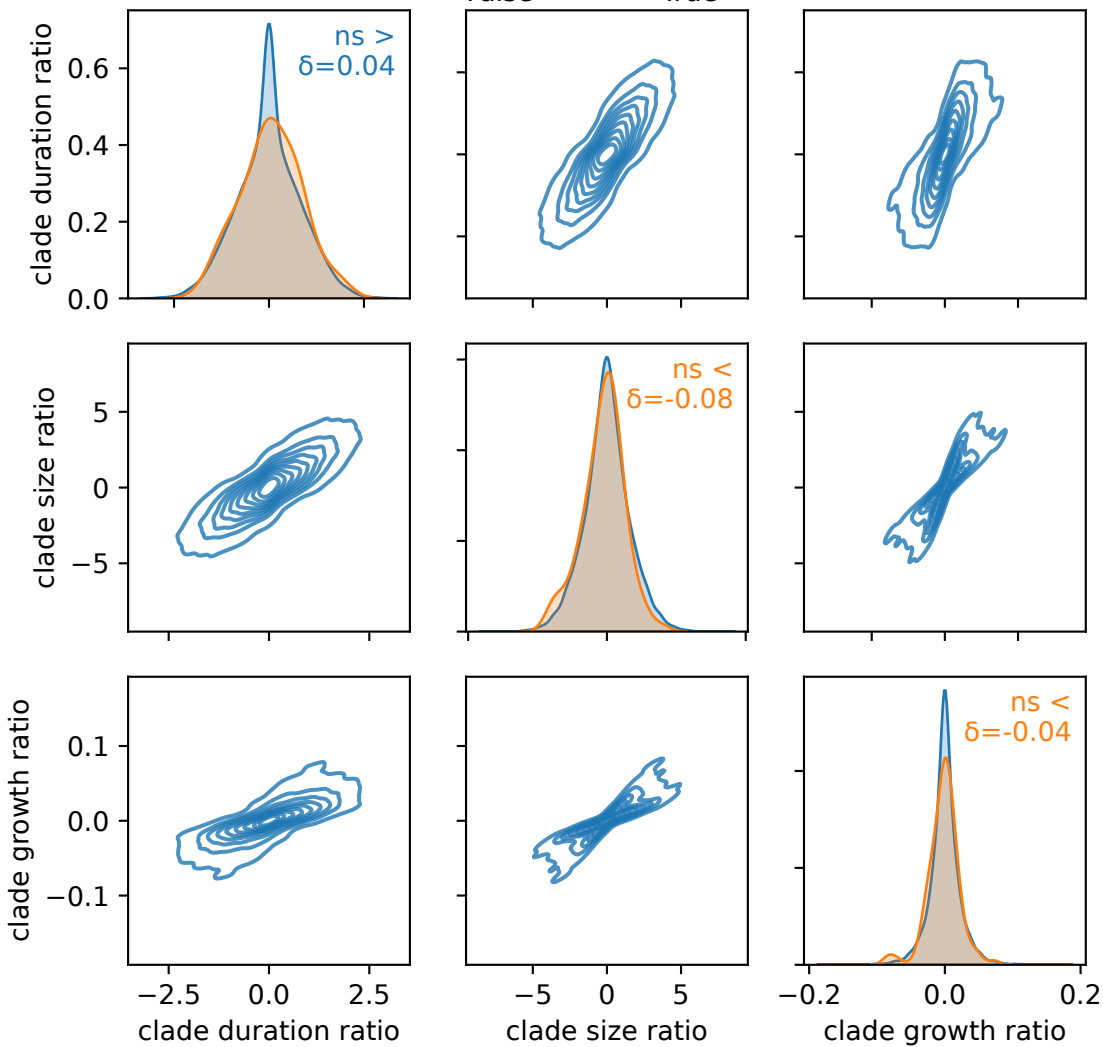 clade duration ratio
0.6
0.4
0.2
0.0
ns >
δ=0.04
clade size ratio
5
0
−5
ns <
δ=-0.08
clade growth ratio
0.1
0.0
−0.1
ns <
δ=-0.04
−2.5
0.0
2.5
−5
0
5
−0.2
0.0
0.2
clade duration ratio
clade size ratio
clade growth ratio